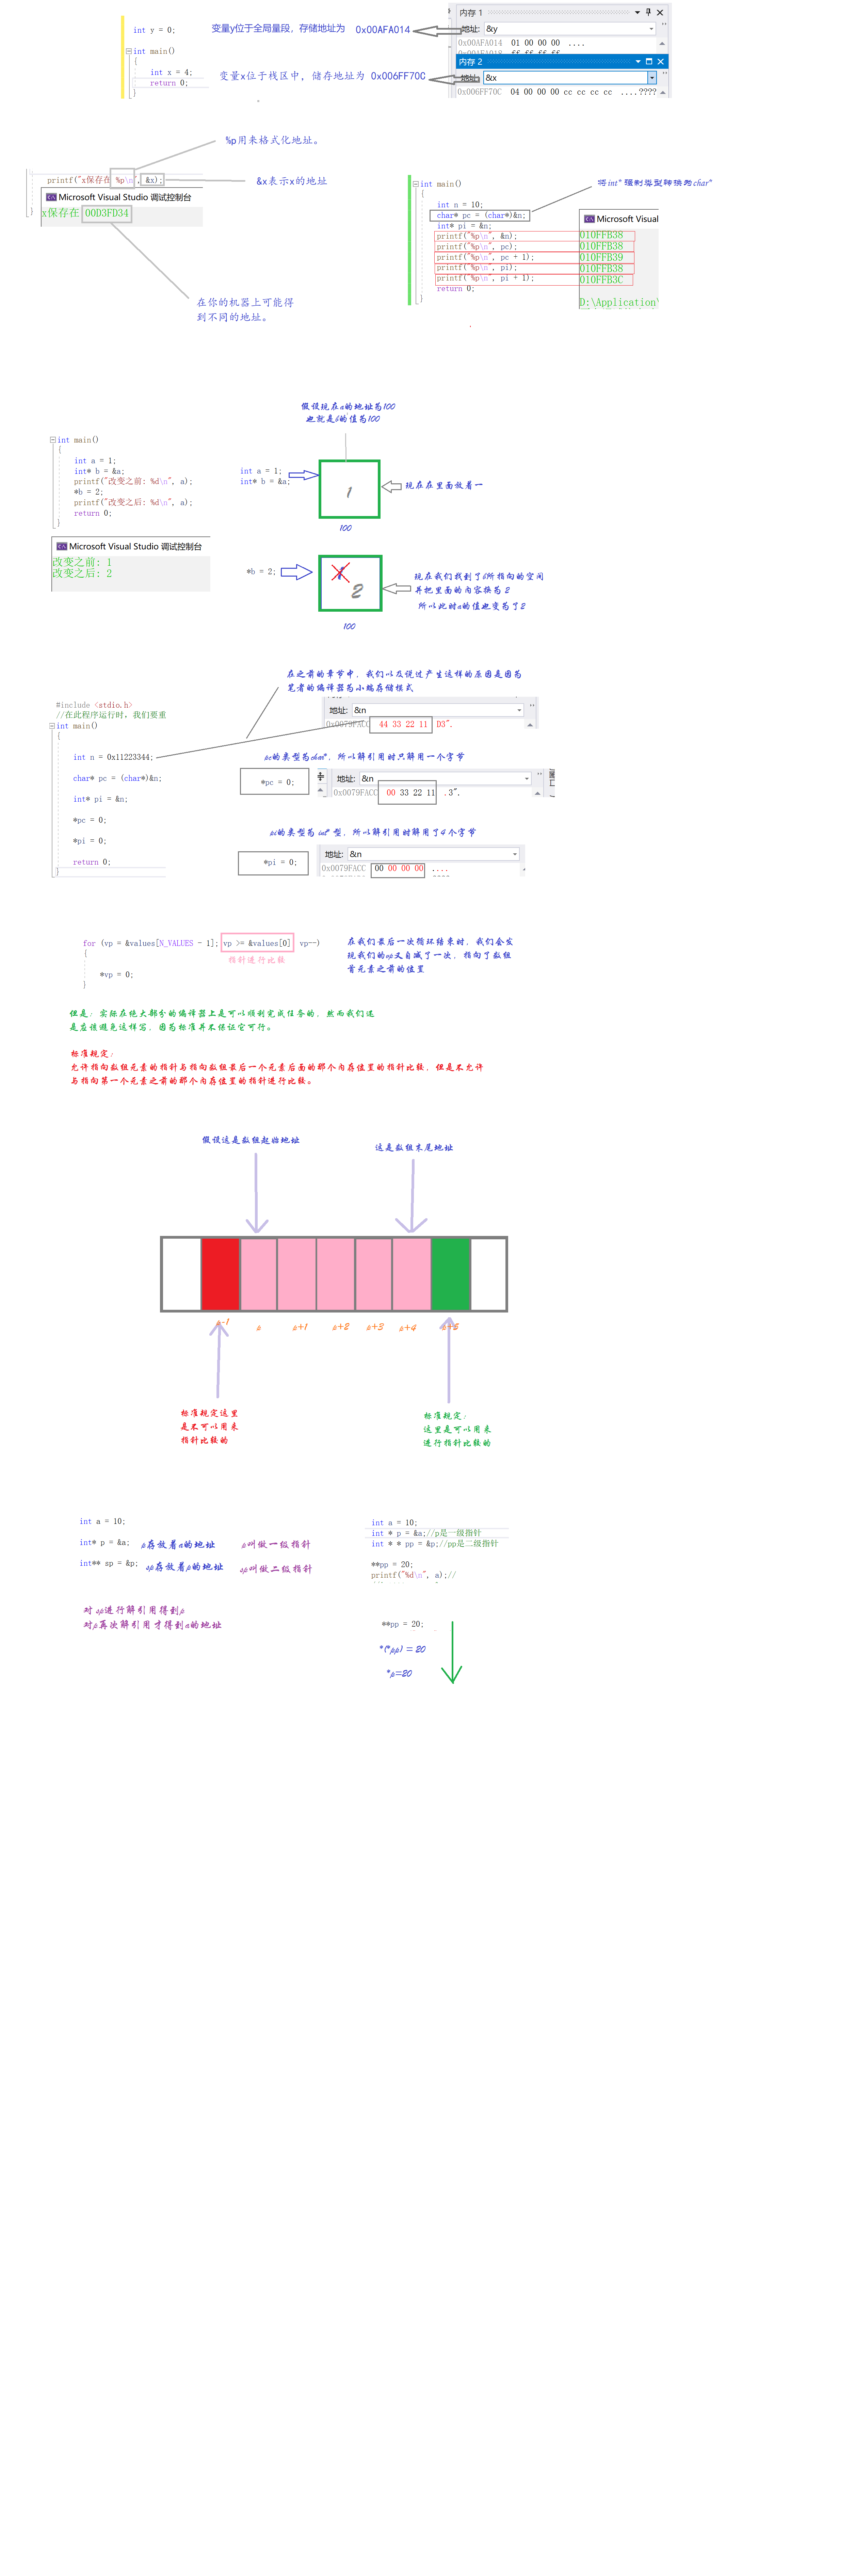 int y = 0;
变量y位于全局量段，存储地址为 0x00AFA014
内存 1
地址: &y
0x00AFA014 01 00 00 00 ....
int main()
{
int x = 4;
return 0;
}
变量x位于栈区中，储存地址为 0x006FF70C
内存 2
地址: &x
0x006FF70C 04 00 00 00 cc cc cc cc ....????
%p用来格式化地址。
printf("x保存在 %p\n", &x);
}
&x表示x的地址
Microsoft Visual Studio 调试控制台
x保存在 00D3FD34
在你的机器上可能得
到不同的地址。
int main()
{
int n = 10;
char* pc = (char*)&n;
int* pi = &n;
printf("%p\n", &n);
printf("%p\n", pc);
printf("%p\n", pc + 1);
printf("%p\n", pi);
printf("%p\n", pi + 1);
return 0;
}
将int* 强制类型转换为char*
Microsoft Visual
010FFB38
010FFB38
010FFB39
010FFB38
010FFB3C
D:\Application\
假设现在a的地址为100
也就是b的值为100
int main()
{
int a = 1;
int* b = &a;
printf("改变之前: %d\n", a);
*b = 2;
printf("改变之后: %d\n", a);
return 0;
}
int a = 1;
int* b = &a;
1
现在在里面放着一
100
Microsoft Visual Studio 调试控制台
改变之前: 1
改变之后: 2
*b = 2;
1
2
现在我们找到了b所指向的空间
并把里面的内容换为 2
所以此时a的值也变为了2
100
在之前的章节中，我们以及说过产生这样的原因是因为
笔者的编译器为小端存储模式
#include <stdio.h>
//在此程序运行时，我们要重
int main()
{
int n = 0x11223344;
char* pc = (char*)&n;
int* pi = &n;
*pc = 0;
*pi = 0;
return 0;
}
地址: &n
0x0079FACC 44 33 22 11 D3".
pc的类型为char*，所以解引用时只解用一个字节
*pc = 0;
地址: &n
0x0079FACC 00 33 22 11 .3".
pc的类型为 int* 型，所以解引用时解用了4 个字节
*pi = 0;
地址: &n
0x0079FACC 00 00 00 00 ....
for (vp = &values[N_VALUES - 1]; vp >= &values[0] vp--)
{
*vp = 0;
}
指针进行比较
在我们最后一次循环结束时，我们会发
现我们的vp又自减了一次，指向了数组
首元素之前的位置
但是：实际在绝大部分的编译器上是可以顺利完成任务的，然而我们还
是应该避免这样写，因为标准并不保证它可行。
标准规定：
允许指向数组元素的指针与指向数组最后一个元素后面的那个内存位置的指针比较，但是不允许
与指向第一个元素之前的那个内存位置的指针进行比较。
假设这是数组起始地址
这是数组末尾地址
p-1 p p+1 p+2 p+3 p+4 p+5
标准规定这里
是不可以用来
指针比较的
标准规定：
这里是可以用来
进行指针比较的
int a = 10;
int* p = &a; p存放着a的地址 p叫做一级指针
int** sp = &p; sp存放着p的地址 sp叫做二级指针
对 sp进行解引用得到p
对p再次解引用才得到a的地址
int a = 10;
int * p = &a;//p是一级指针
int * * pp = &p;//pp是二级指针
**pp = 20;
printf("%d\n", a);//
**pp = 20;
*(*pp) = 20
*p=20